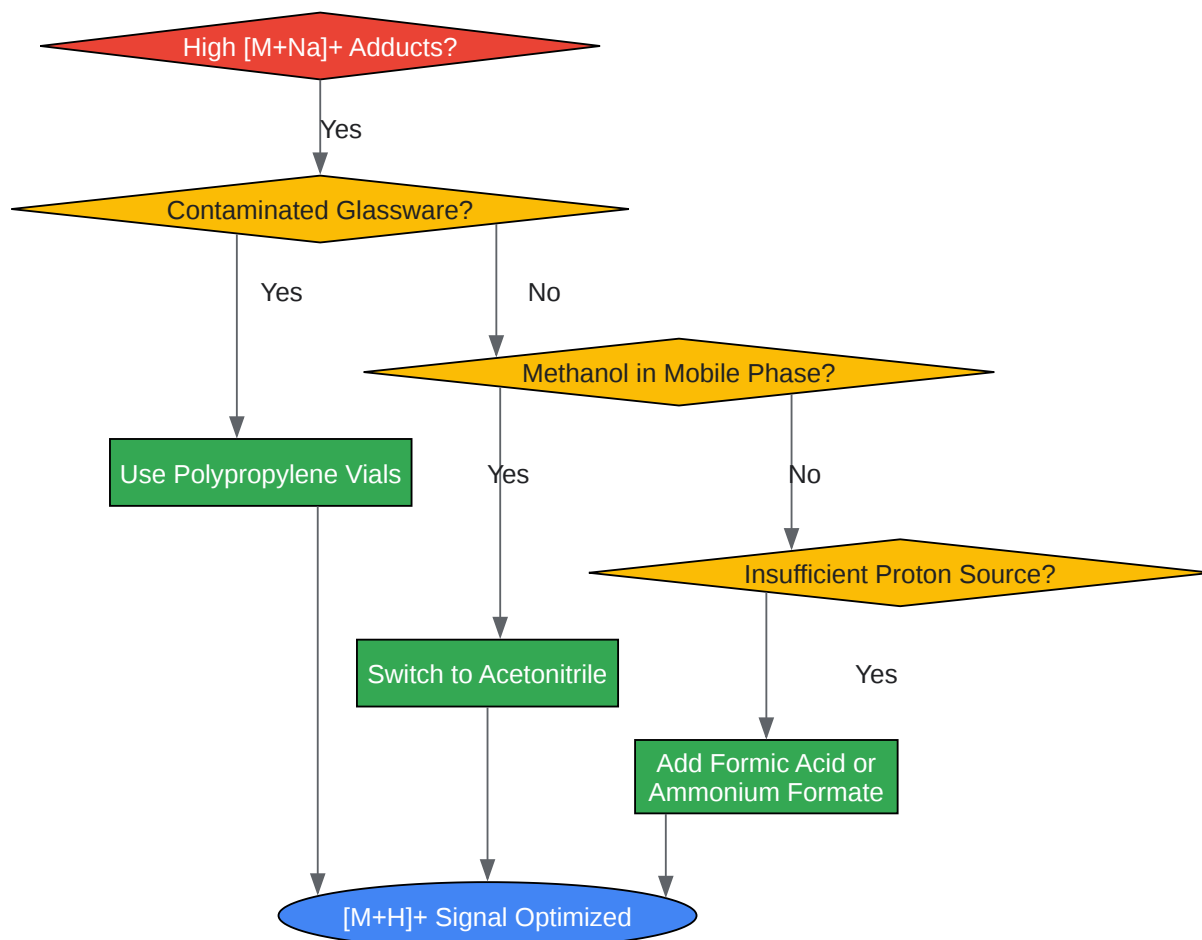 High [M+Na]+ Adducts?
Yes
Contaminated Glassware?
Yes
No
Methanol in Mobile Phase?
Use Polypropylene Vials
Yes
No
Insufficient Proton Source?
Switch to Acetonitrile
Yes
Add Formic Acid or
Ammonium Formate
[M+H]+ Signal Optimized